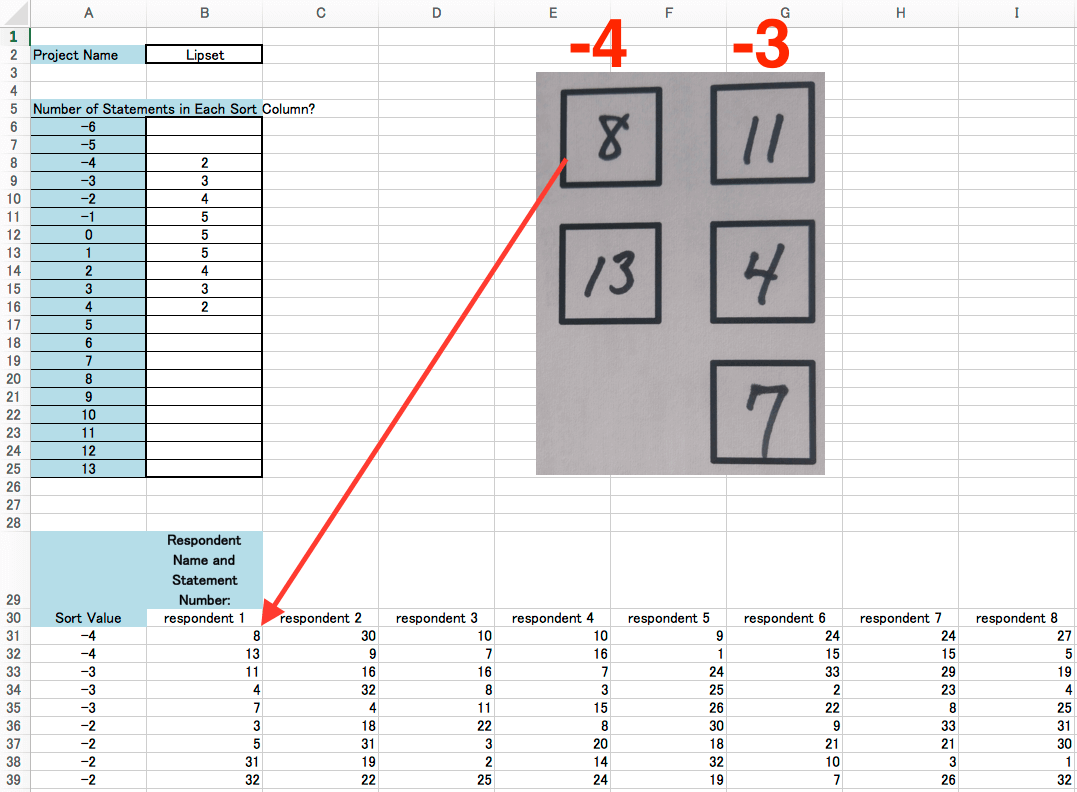 A B C D E F G H I
1
2 Project Name Lipset
3
4
5 Number of Statements in Each Sort Column?
6 -6
7 -5
8 -4 2
9 -3 3
10 -2 4
11 -1 5
12 0 5
13 1 5
14 2 4
15 3 3
16 4 2
17 5
18 6
19 7
20 8
21 9
22 10
23 11
24 12
25 13
26
27
28
-4 -3
8 11
13 4
7
Respondent
Name and
Statement
29 Number:
30 Sort Value respondent 1 respondent 2 respondent 3 respondent 4 respondent 5 respondent 6 respondent 7 respondent 8
31 -4 8 30 10 10 9 24 24 27
32 -4 13 9 7 16 1 15 15 5
33 -3 11 16 16 7 24 33 29 19
34 -3 4 32 8 3 25 2 23 4
35 -3 7 4 11 15 26 22 8 25
36 -2 3 18 22 8 30 9 33 31
37 -2 5 31 3 20 18 21 21 30
38 -2 31 19 2 14 32 10 3 1
39 -2 32 22 25 24 19 7 26 32